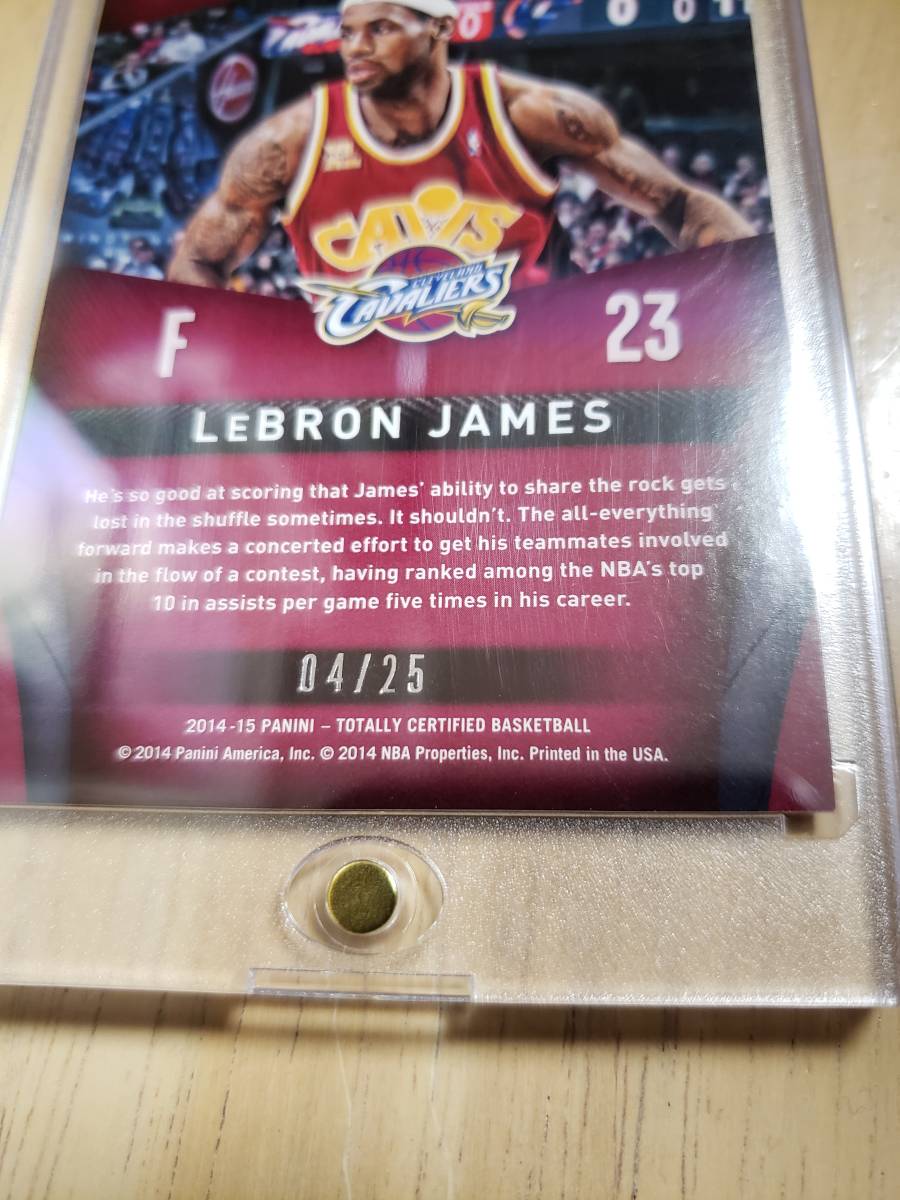 0
0
0
CAVS
CLEVELAND
CAVALIERS
F
23
LEBRON JAMES
He's so good at scoring that James' ability to share the rock gets
lost in the shuffle sometimes. It shouldn't. The all-everything
forward makes a concerted effort to get his teammates involved
in the flow of a contest, having ranked among the NBA's top
10 in assists per game five times in his career.
04/25
2014-15 PANINI – TOTALLY CERTIFIED BASKETBALL
© 2014 Panini America, Inc. © 2014 NBA Properties, Inc. Printed in the USA.